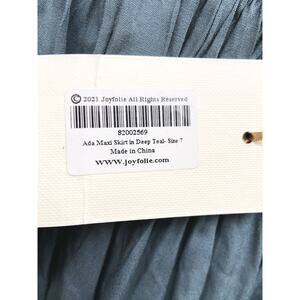 © 2021 Joyfolie All Rights Reserved
82002569
Ada Maxi Skirt in Deep Teal- Size 7
Made in China
www.joyfolie.com